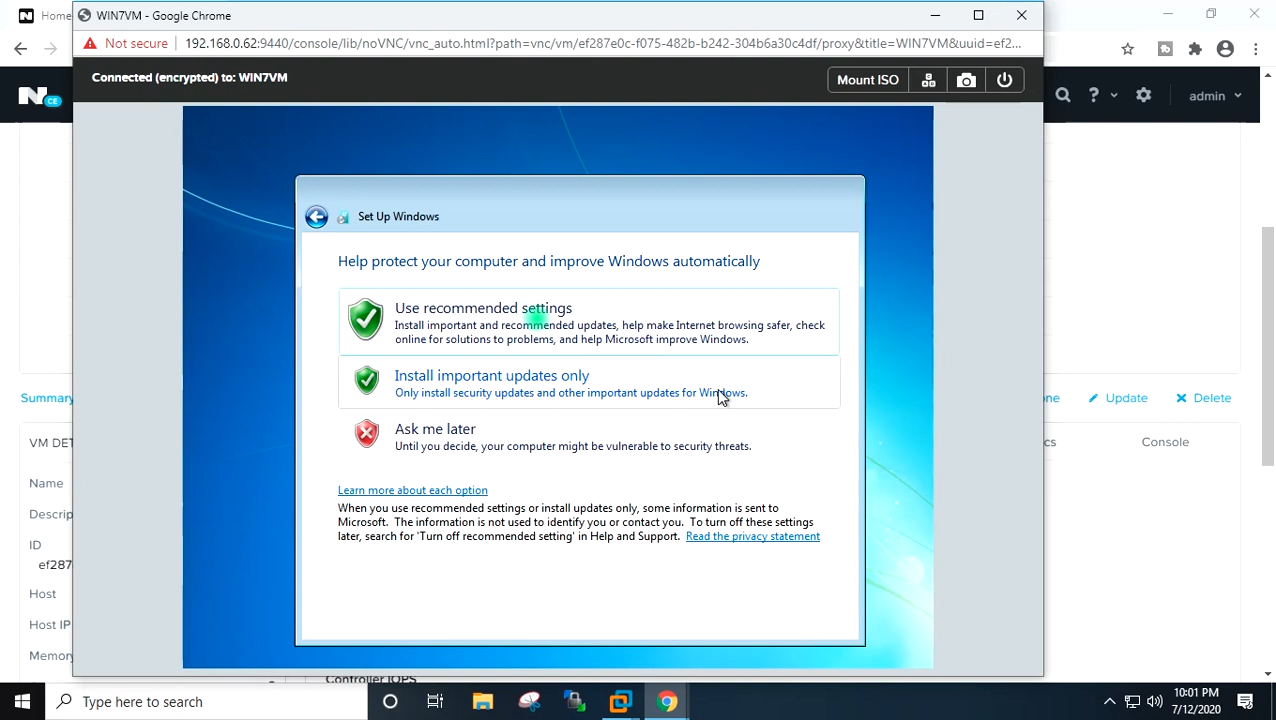 Home
WIN7VM - Google Chrome
Not secure
192.168.0.62:9440/console/lib/noVNC/vnc_auto.html?path=vnc/vm/ef287e0c-f075-482b-b242-304b6a30c4df/proxy&title=WIN7VM&uuid=ef2...
Connected (encrypted) to: WIN7VM
Mount ISO
N CE
?
admin
Set Up Windows
Help protect your computer and improve Windows automatically
Use recommended settings
Install important and recommended updates, help make Internet browsing safer, check
online for solutions to problems, and help Microsoft improve Windows.
Install important updates only
Only install security updates and other important updates for Windows.
Ask me later
Until you decide, your computer might be vulnerable to security threats.
Learn more about each option
When you use recommended settings or install updates only, some information is sent to
Microsoft. The information is not used to identify you or contact you. To turn off these settings
later, search for 'Turn off recommended setting' in Help and Support. Read the privacy statement
Summary
one
Update
Delete
VM DET
cs
Console
Name
Descrip
ID
ef287
Host
Host IP
Memory
Controller IOPS
Type here to search
10:01 PM
7/12/2020